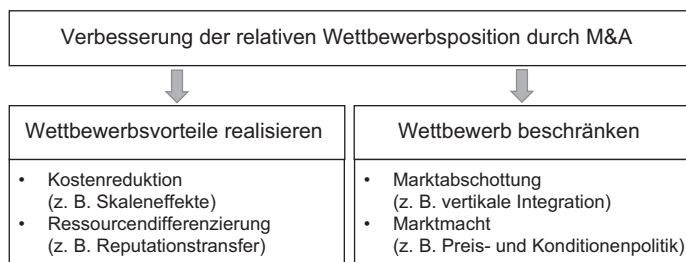 Verbesserung der relativen Wettbewerbsposition durch M&A
Wettbewerbsvorteile realisieren
• Kostenreduktion
(z. B. Skaleneffekte)
• Ressourcendifferenzierung
(z. B. Reputationstransfer)
Wettbewerb beschränken
• Marktabschottung
(z. B. vertikale Integration)
• Marktmacht
(z. B. Preis- und Konditionenpolitik)